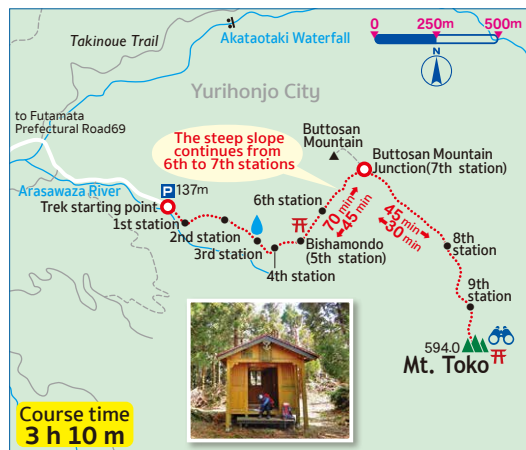 0 250m 500m
N
Takinoue Trail
Akataotaki Waterfall
Yurihonjo City
to Futamata
Prefectural Road69
The steep slope
continues from
6th to 7th stations
Buttosan
Mountain
Buttosan Mountain
Junction(7th station)
Arasawaza River
P 137m
Trek starting point
1st station
2nd station
3rd station
4th station
Bishamondo
(5th station)
6th station
70 min
45 min
45 min
30 min
8th
station
9th
station
594.0
Mt. Toko
Course time
3 h 10 m